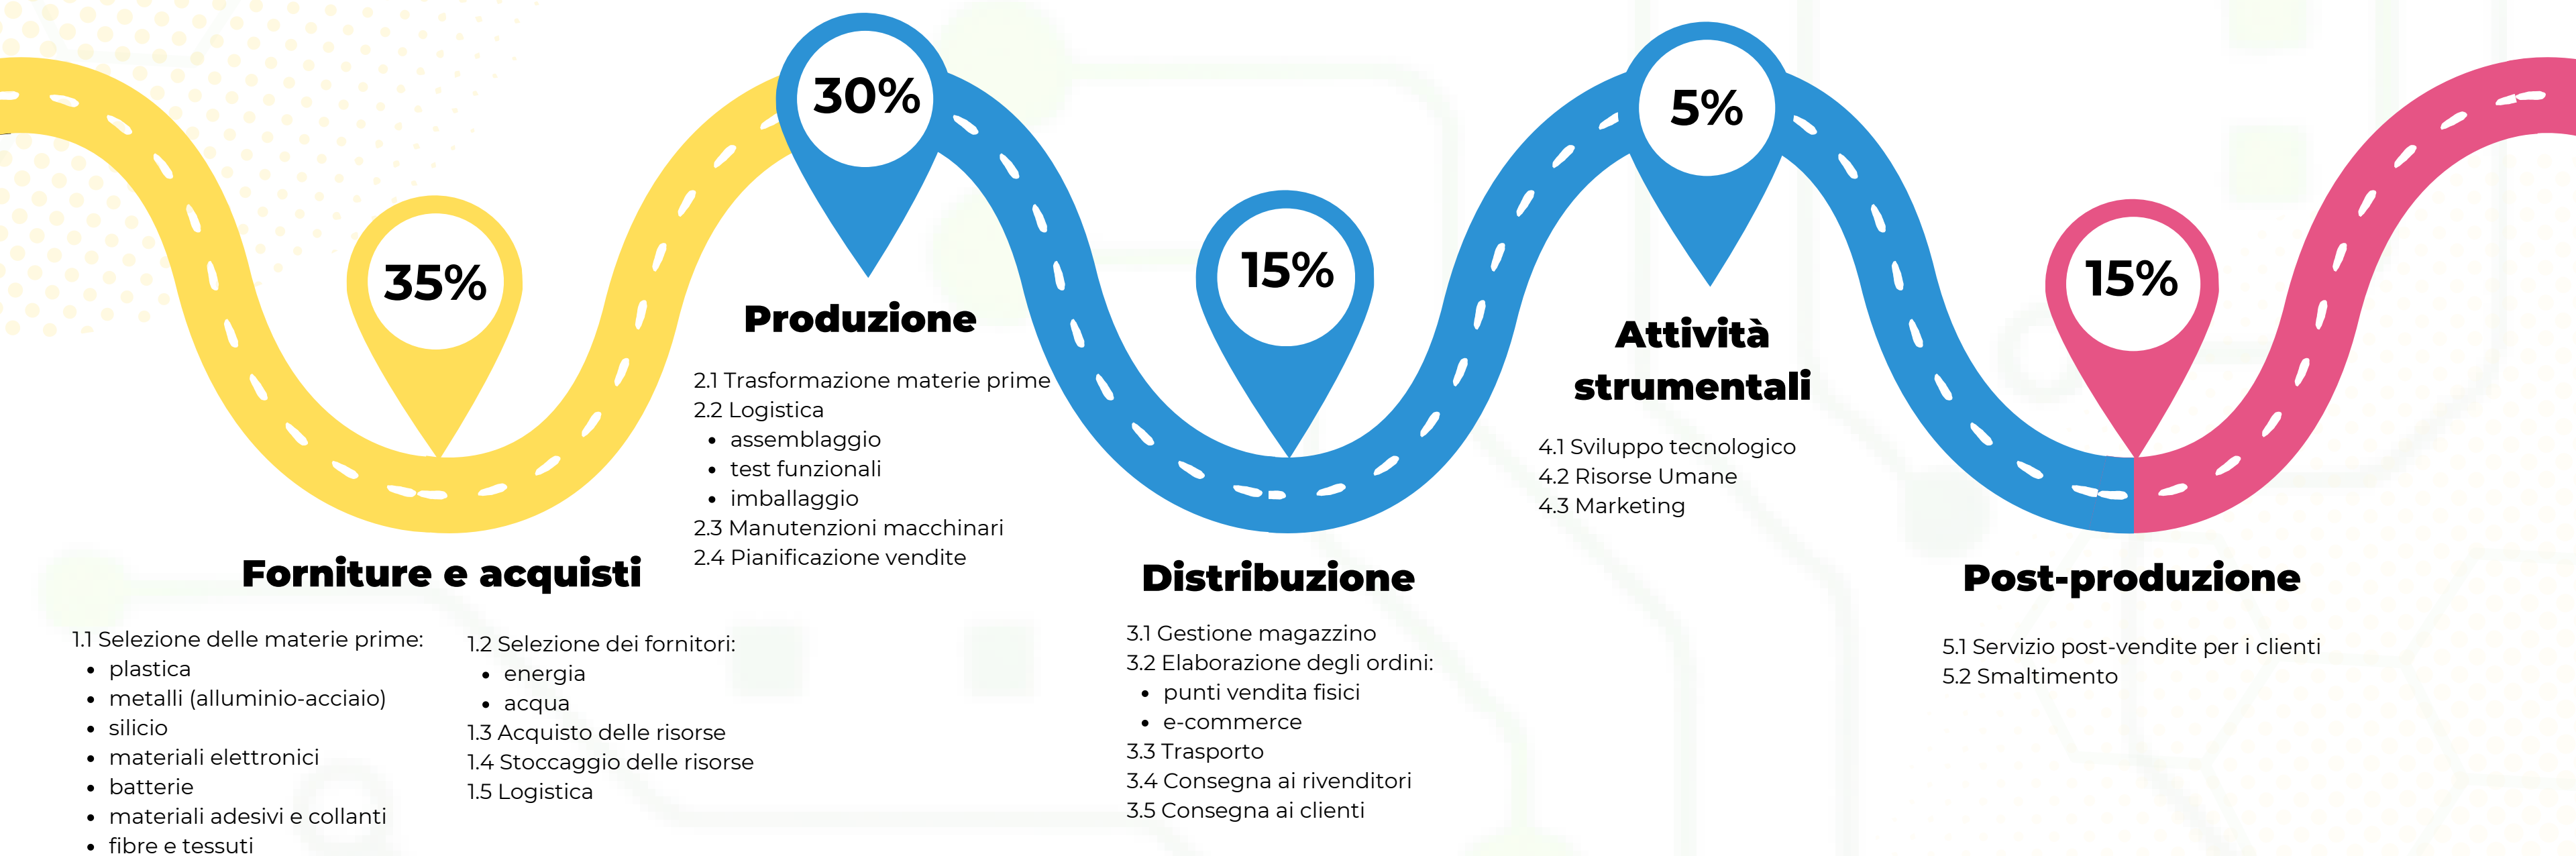 35%
Forniture e acquisti
1.1 Selezione delle materie prime:
• plastica
• metalli (alluminio-acciaio)
• silicio
• materiali elettronici
• batterie
• materiali adesivi e collanti
• fibre e tessuti
1.2 Selezione dei fornitori:
• energia
• acqua
1.3 Acquisto delle risorse
1.4 Stoccaggio delle risorse
1.5 Logistica
30%
Produzione
2.1 Trasformazione materie prime
2.2 Logistica
• assemblaggio
• test funzionali
• imballaggio
2.3 Manutenzioni macchinari
2.4 Pianificazione vendite
15%
Distribuzione
3.1 Gestione magazzino
3.2 Elaborazione degli ordini:
• punti vendita fisici
• e-commerce
3.3 Trasporto
3.4 Consegna ai rivenditori
3.5 Consegna ai clienti
5%
Attività
strumentali
4.1 Sviluppo tecnologico
4.2 Risorse Umane
4.3 Marketing
15%
Post-produzione
5.1 Servizio post-vendite per i clienti
5.2 Smaltimento